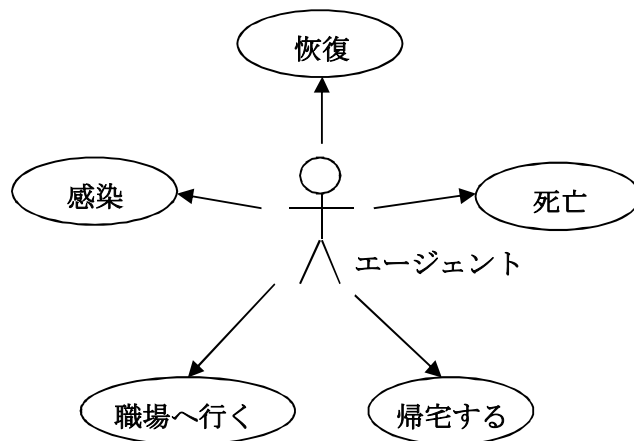 恢復
感染
死亡
エージェント
職場へ行く
帰宅する